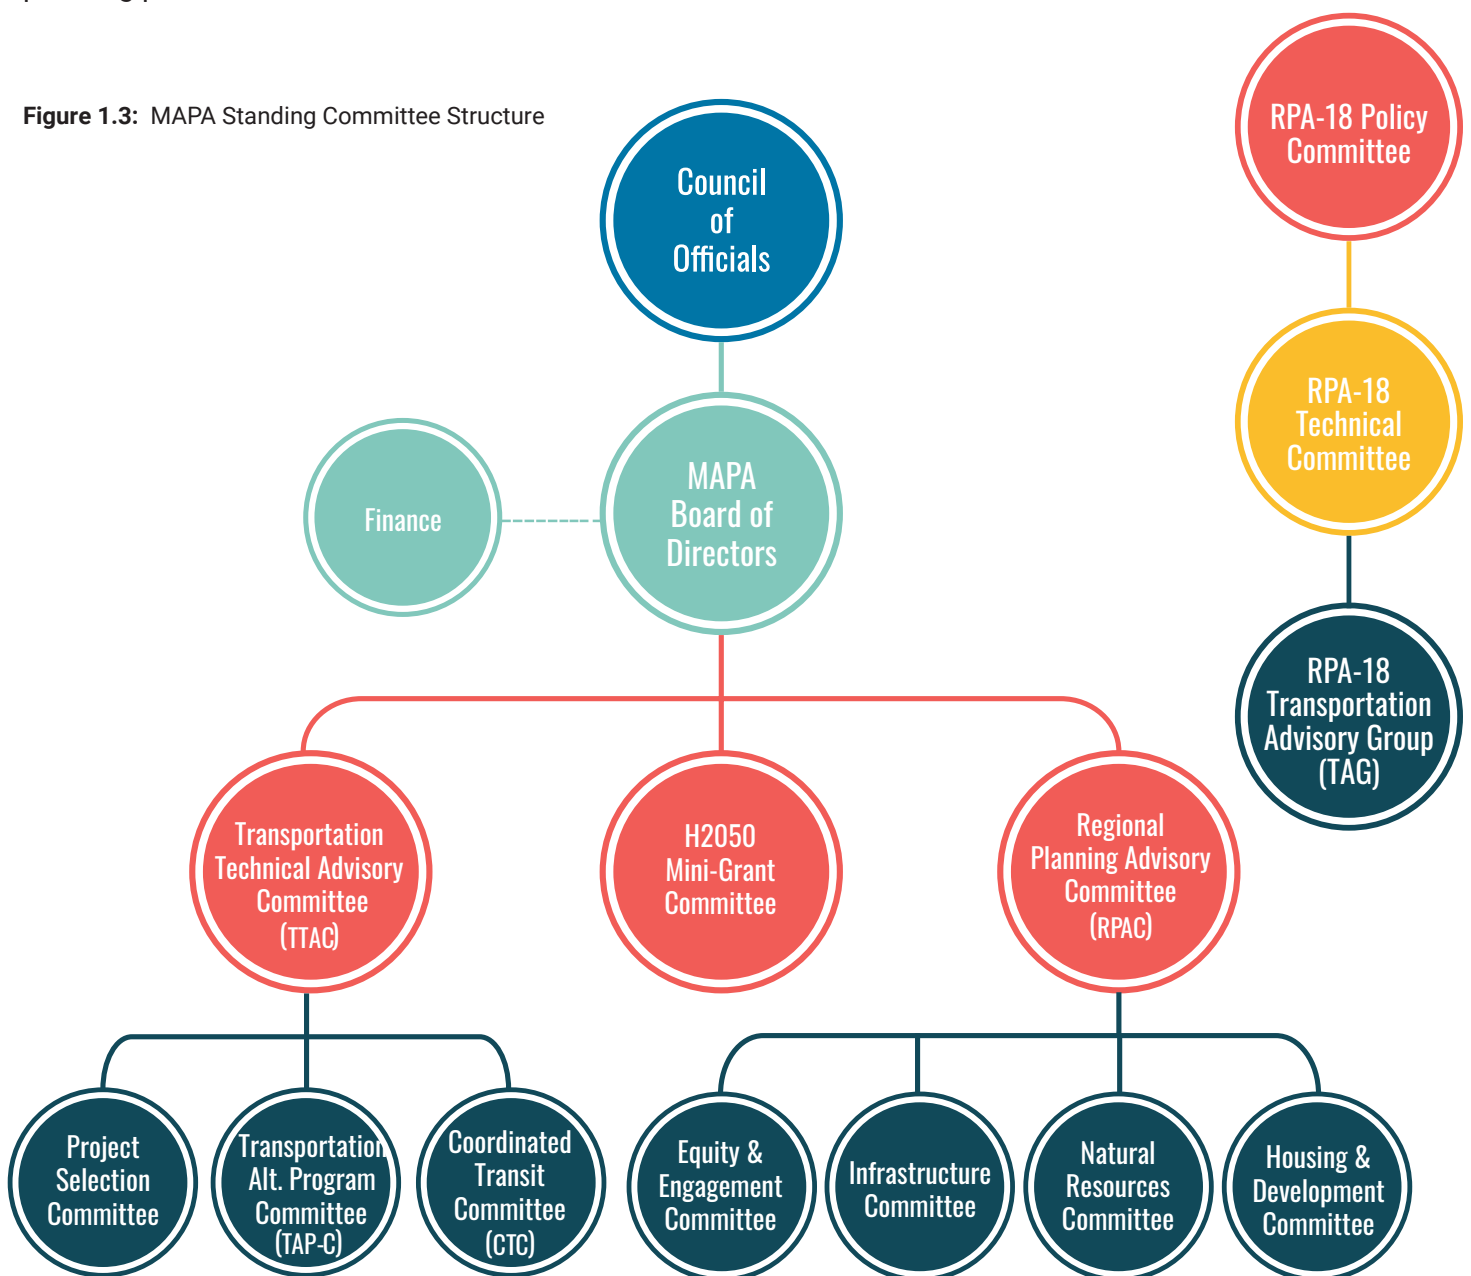 Figure 1.3: MAPA Standing Committee Structure
Council
of
Officials
MAPA
Board of
Directors
Finance
Transportation
Technical Advisory
Committee
(TTAC)
H2050
Mini-Grant
Committee
Regional
Planning Advisory
Committee
(RPAC)
Project
Selection
Committee
Transportation
Alt. Program
Committee
(TAP-C)
Coordinated
Transit
Committee
(CTC)
Equity &
Engagement
Committee
Infrastructure
Committee
Natural
Resources
Committee
Housing &
Development
Committee
RPA-18 Policy
Committee
RPA-18
Technical
Committee
RPA-18
Transportation
Advisory Group
(TAG)